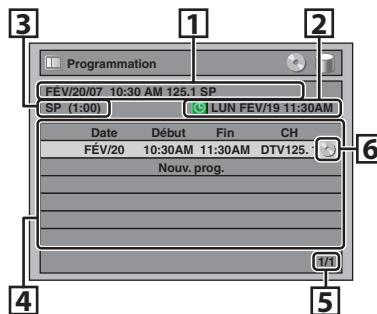 3 1 2
Programmation
FÉV/20/07 10:30 AM 125.1 SP
SP (1:00) LUN FEV/19 11:30AM
Date Début Fin CH
FÉV/20 10:30AM 11:30AM DTV125. 1
6
Nouv. prog.
1/1
4 5